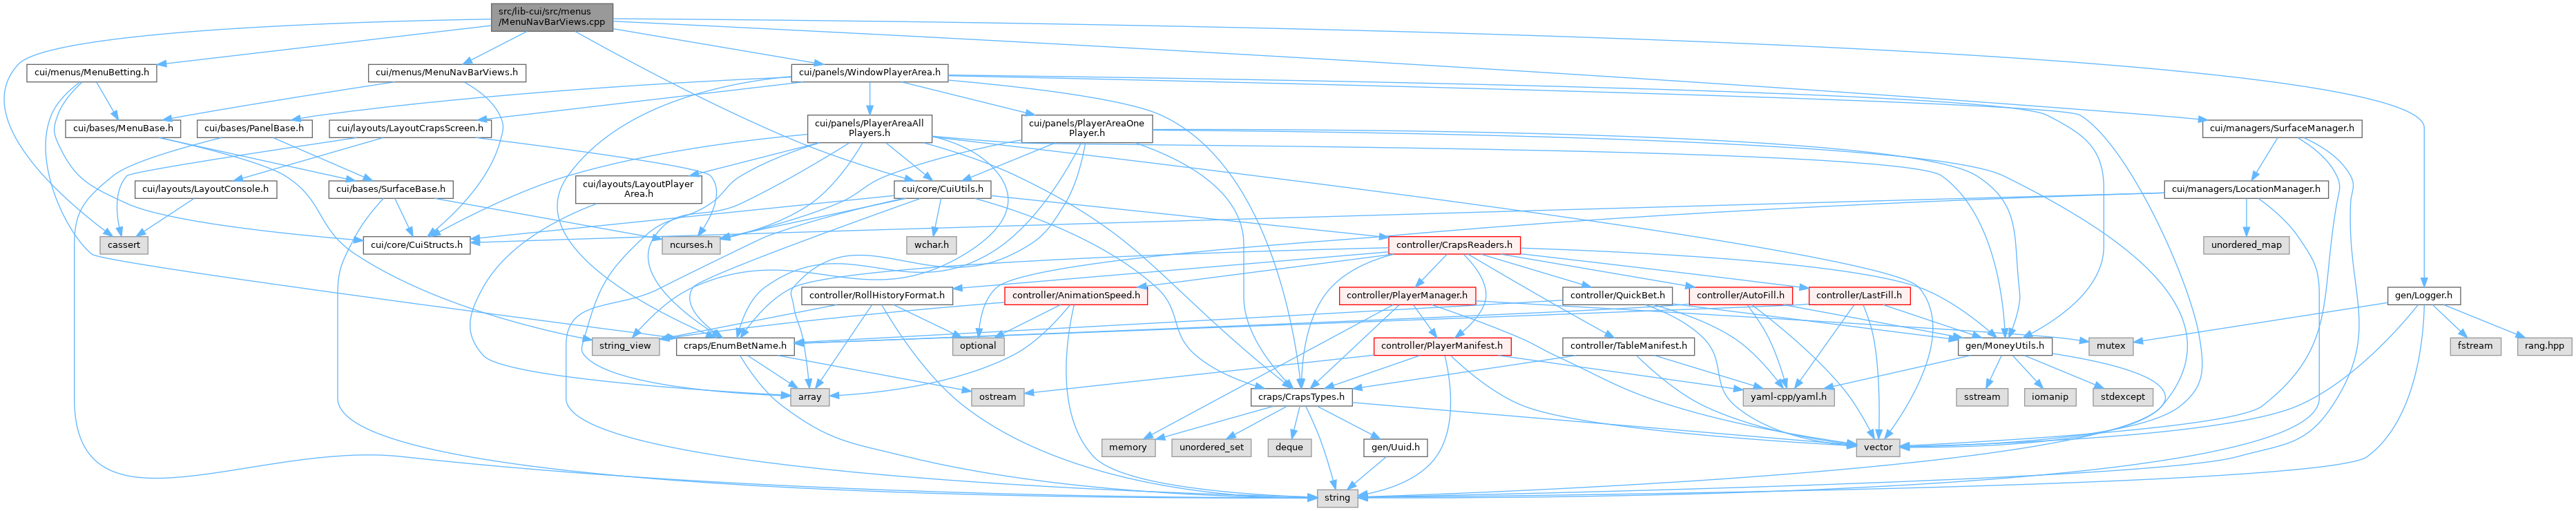 src/lib-cui/src/menus
/MenuNavBarViews.cpp
cui/menus/MenuBetting.h
cui/menus/MenuNavBarViews.h
cui/panels/WindowPlayerArea.h
cui/bases/MenuBase.h
cui/bases/PanelBase.h
cui/layouts/LayoutCrapsScreen.h
cui/panels/PlayerAreaAll
Players.h
cui/panels/PlayerAreaOne
Player.h
cui/managers/SurfaceManager.h
cui/layouts/LayoutConsole.h
cui/bases/SurfaceBase.h
cui/layouts/LayoutPlayer
Area.h
cui/core/CuiUtils.h
cui/managers/LocationManager.h
cassert
cui/core/CuiStructs.h
ncurses.h
wchar.h
controller/CrapsReaders.h
unordered_map
controller/RollHistoryFormat.h
controller/AnimationSpeed.h
controller/PlayerManager.h
controller/QuickBet.h
controller/AutoFill.h
controller/LastFill.h
gen/Logger.h
string_view
craps/EnumBetName.h
optional
controller/PlayerManifest.h
controller/TableManifest.h
gen/MoneyUtils.h
mutex
fstream
rang.hpp
array
ostream
craps/CrapsTypes.h
yaml-cpp/yaml.h
sstream
iomanip
stdexcept
memory
unordered_set
deque
gen/Uuid.h
vector
string